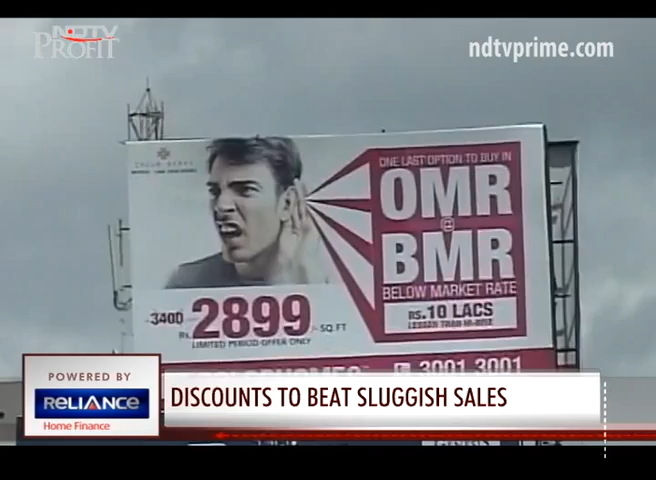 NDTV
PROFIT
ndtvprime.com
ONE LAST OPTION TO BUY IN
OMR
@
BMR
BELOW MARKET RATE
RS.10 LACS
LESSER THAN HI-RISE
3400
Rs. 2899/- SQ.FT
LIMITED PERIOD OFFER ONLY
3001 3001
POWERED BY
RELIANCE
Home Finance
DISCOUNTS TO BEAT SLUGGISH SALES